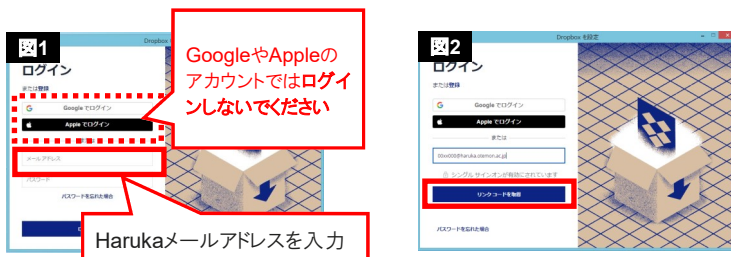 図1
Dropbox
ログイン
または登録
Google でログイン
Apple でログイン
または
メールアドレス
パスワード
パスワードを忘れた場合
GoogleやAppleの
アカウントではログイ
ンしないでください
Harukaメールアドレスを入力
図2
Dropbox を設定
ログイン
または登録
Google でログイン
Apple でログイン
または
シングル サインオンが有効にされています
リンク コードを取得
パスワードを忘れた場合